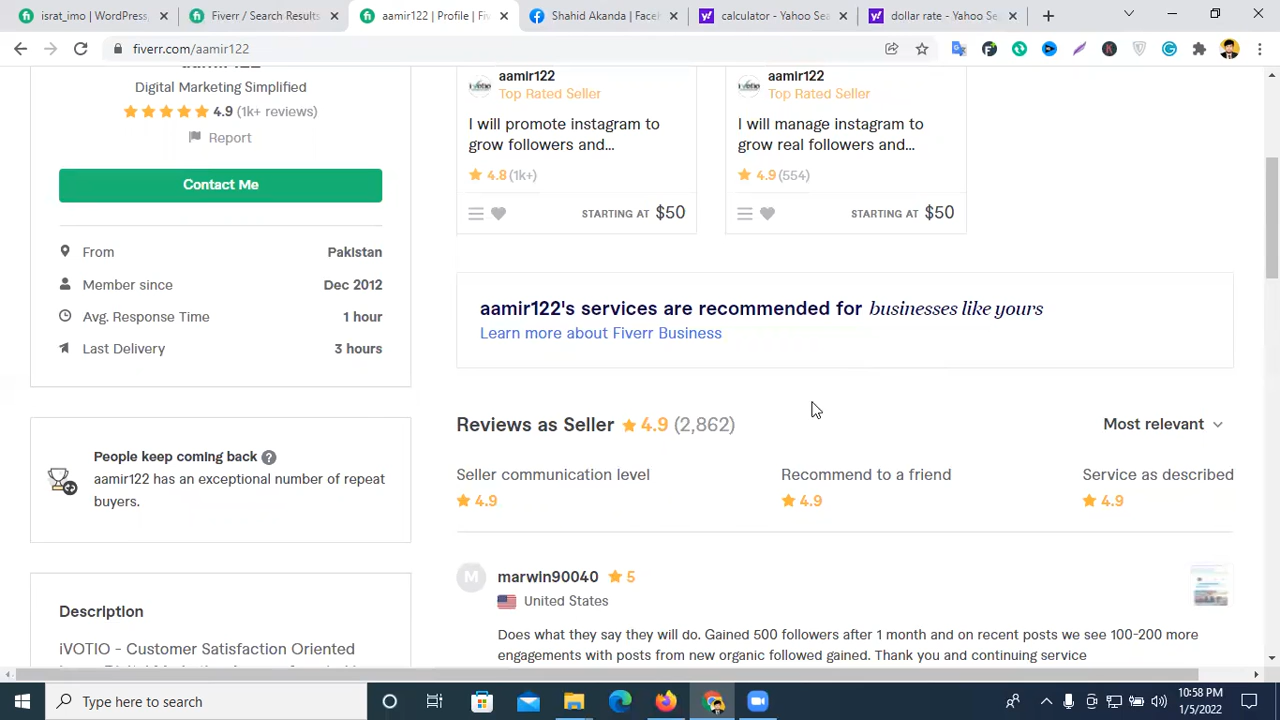 israt_imo | WordPress
Fiverr / Search Results
aamir122 | Profile | Fi
Shahid Akanda | Face
calculator - Yahoo Sea
dollar rate - Yahoo Se
fiverr.com/aamir122
Digital Marketing Simplified
4.9 (1k+ reviews)
Report
Contact Me
From Pakistan
Member since Dec 2012
Avg. Response Time 1 hour
Last Delivery 3 hours
People keep coming back ?
aamir122 has an exceptional number of repeat
buyers.
Description
iVOTIO - Customer Satisfaction Oriented
aamir122
Top Rated Seller
I will promote instagram to
grow followers and...
4.8 (1k+)
STARTING AT $50
aamir122
Top Rated Seller
I will manage instagram to
grow real followers and...
4.9 (554)
STARTING AT $50
aamir122's services are recommended for businesses like yours
Learn more about Fiverr Business
Reviews as Seller 4.9 (2,862)
Most relevant
Seller communication level
4.9
Recommend to a friend
4.9
Service as described
4.9
M
marwin90040 5
United States
Does what they say they will do. Gained 500 followers after 1 month and on recent posts we see 100-200 more
engagements with posts from new organic followed gained. Thank you and continuing service
Type here to search
10:58 PM
1/5/2022